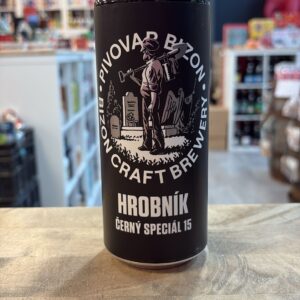 • PIVOVAR BIZON •
BIZON CRAFT BREWERY
HROBNÍK
ČERNÝ SPECIÁL 15